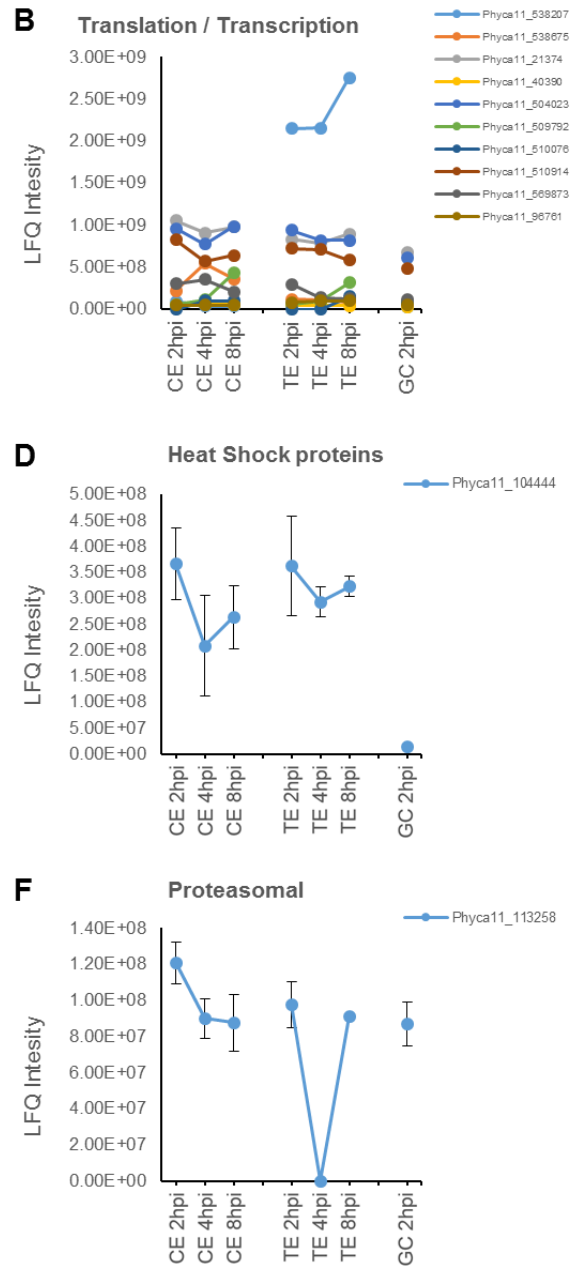 B
Translation / Transcription
3.00E+09
2.50E+09
2.00E+09
1.50E+09
1.00E+09
5.00E+08
0.00E+00
LFQ Intesity
CE 2hpi
CE 4hpi
CE 8hpi
TE 2hpi
TE 4hpi
TE 8hpi
GC 2hpi
Phyca11_538207
Phyca11_538675
Phyca11_21374
Phyca11_40390
Phyca11_504023
Phyca11_509792
Phyca11_510076
Phyca11_510914
Phyca11_569873
Phyca11_96761
D
Heat Shock proteins
Phyca11_104444
5.00E+08
4.50E+08
4.00E+08
3.50E+08
3.00E+08
2.50E+08
2.00E+08
1.50E+08
1.00E+08
5.00E+07
0.00E+00
LFQ Intesity
CE 2hpi
CE 4hpi
CE 8hpi
TE 2hpi
TE 4hpi
TE 8hpi
GC 2hpi
F
Proteasomal
Phyca11_113258
1.40E+08
1.20E+08
1.00E+08
8.00E+07
6.00E+07
4.00E+07
2.00E+07
0.00E+00
LFQ Intesity
CE 2hpi
CE 4hpi
CE 8hpi
TE 2hpi
TE 4hpi
TE 8hpi
GC 2hpi